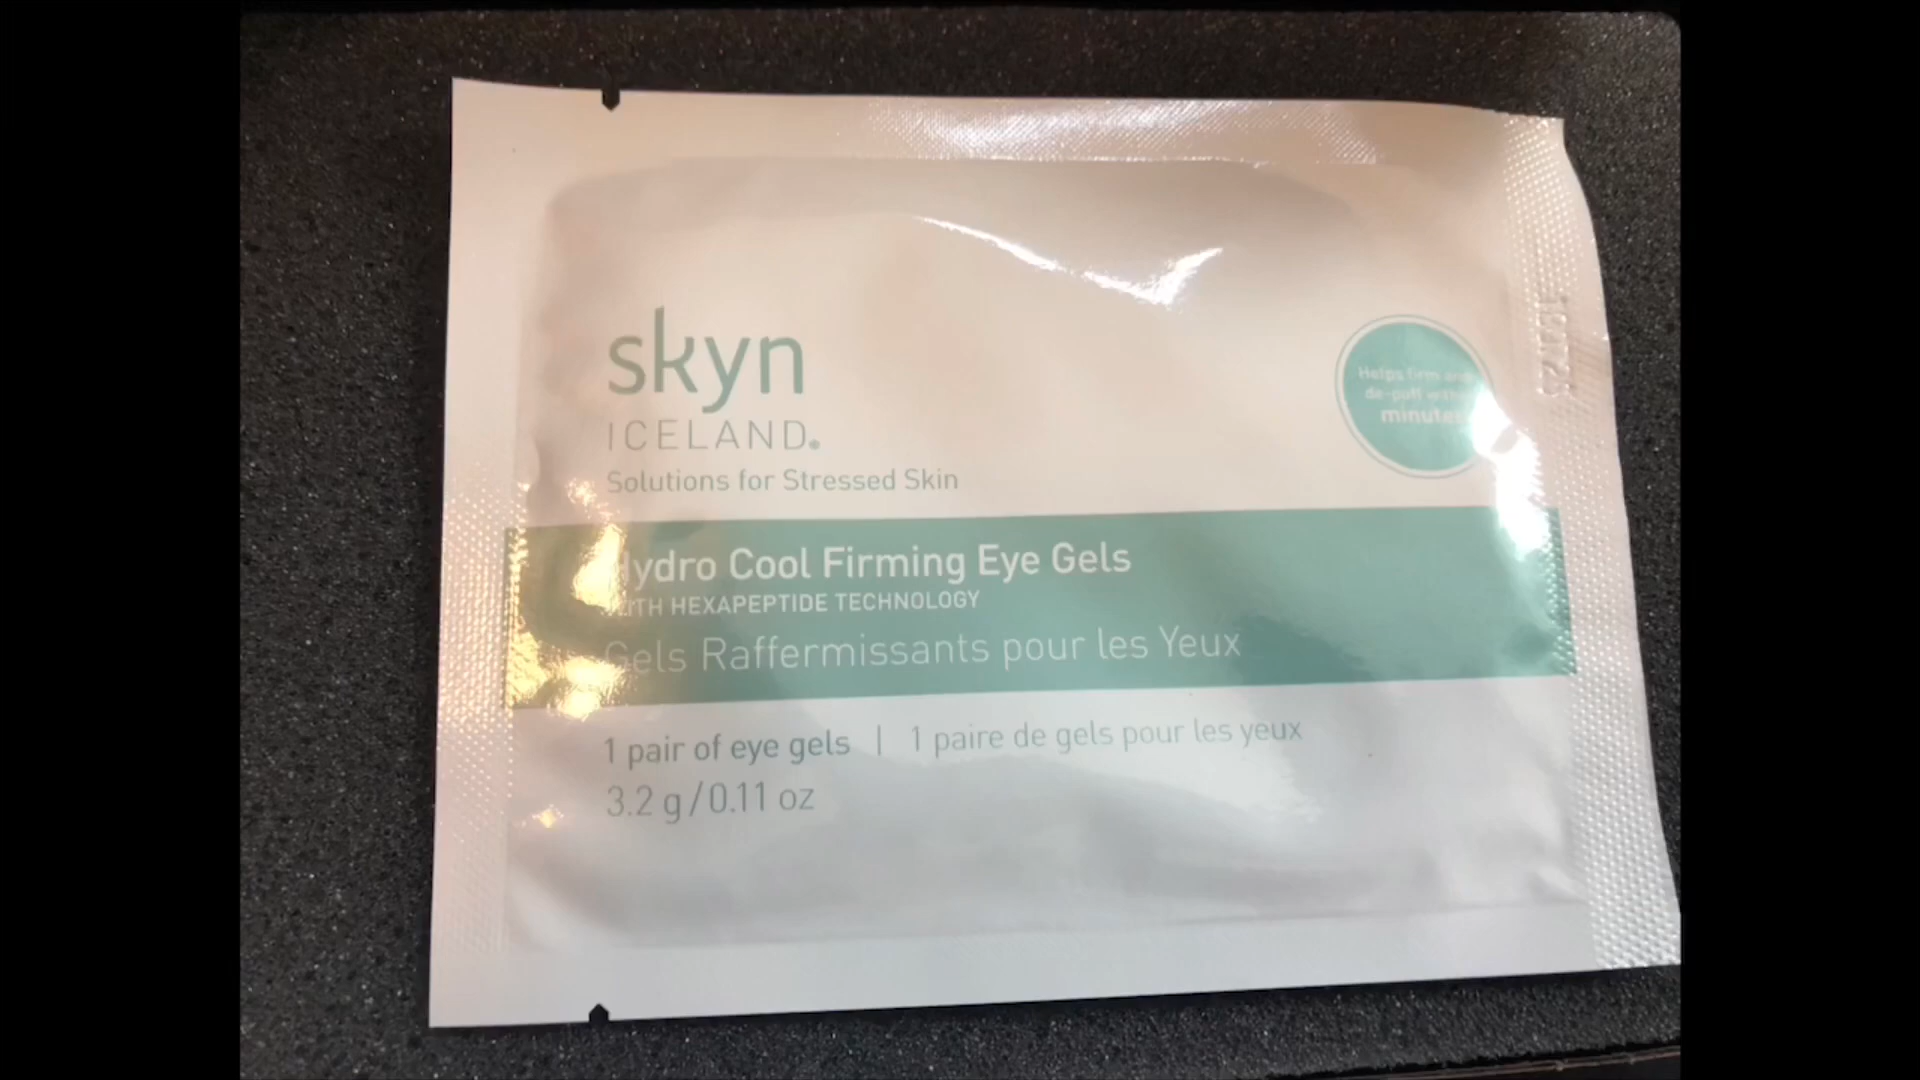 skyn
ICELAND®
Solutions for Stressed Skin
Helps firm and
de-puff within
minutes
Hydro Cool Firming Eye Gels
WITH HEXAPEPTIDE TECHNOLOGY
Gels Raffermissants pour les Yeux
1 pair of eye gels | 1 paire de gels pour les yeux
3.2 g/0.11 oz